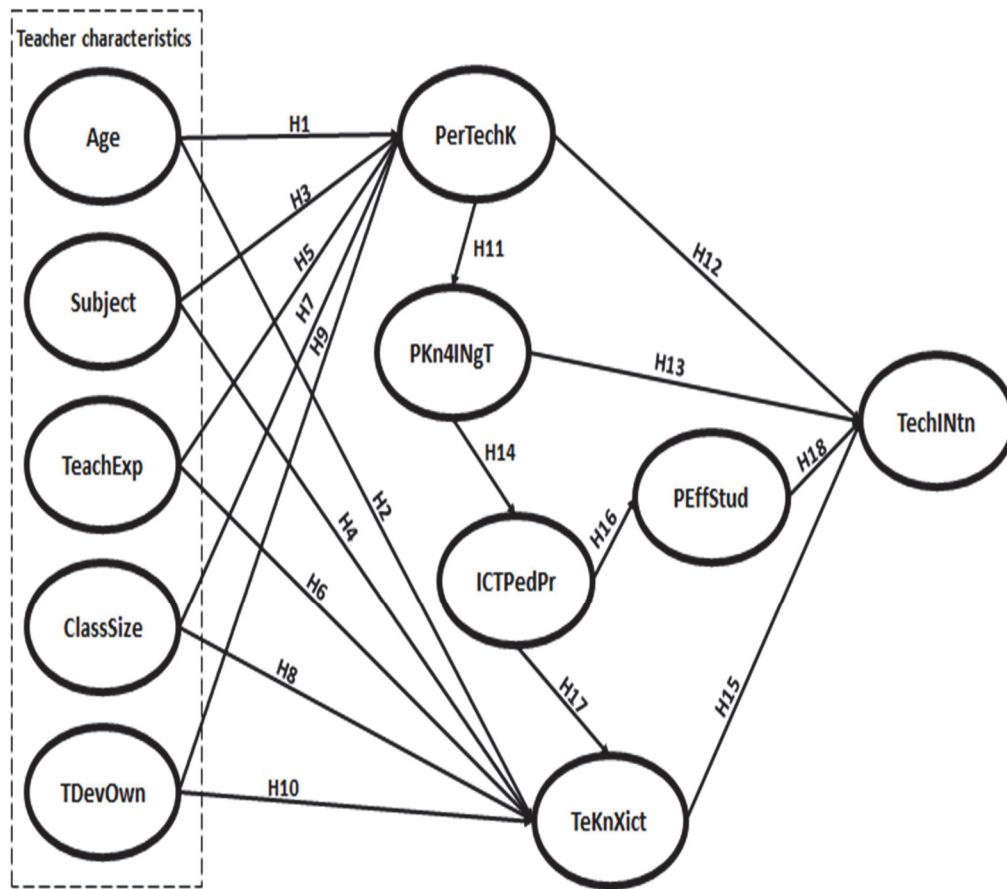 Teacher characteristics
Age
H1
PerTechK
H3
H5
H7
H9
H11
H12
Subject
PKn4INgT
H13
TechINtn
TeachExp
H2
H4
H14
PEffStud
H18
H16
ICTPedPr
H6
ClassSize
H8
H17
H15
TDevOwn
H10
TeKnXict